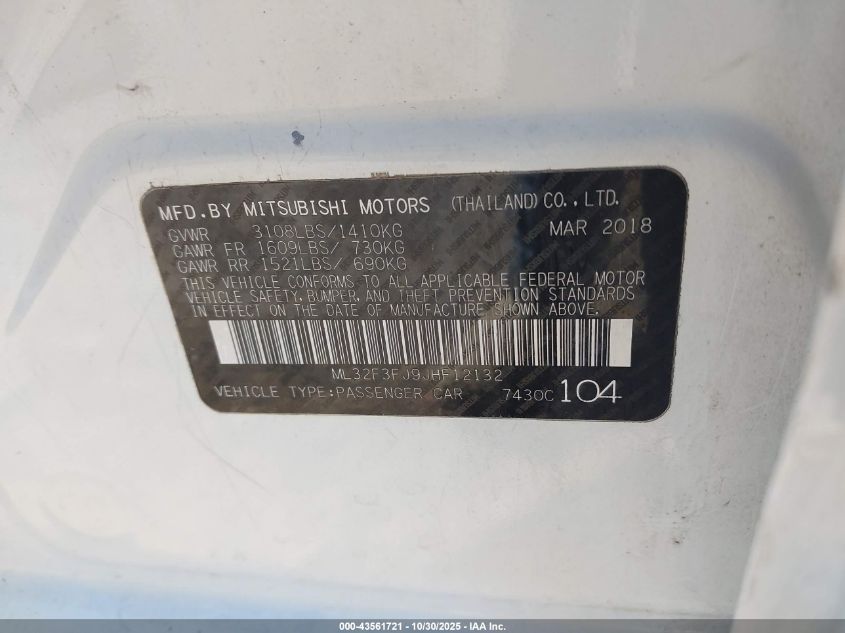 MFD.BY MITSUBISHI MOTORS (THAILAND)CO.,LTD.
GVWR 3108LBS/1410KG MAR 2018
GAWR FR 1609LBS/ 730KG
GAWR RR 1521LBS/ 690KG
THIS VEHICLE CONFORMS TO ALL APPLICABLE FEDERAL MOTOR
VEHICLE SAFETY, BUMPER, AND THEFT PREVENTION STANDARDS
IN EFFECT ON THE DATE OF MANUFACTURE SHOWN ABOVE.
ML32F3FJ9JHF12132
VEHICLE TYPE:PASSENGER CAR 7430C 104
000-43561721 - 10/30/2025 - IAA Inc.